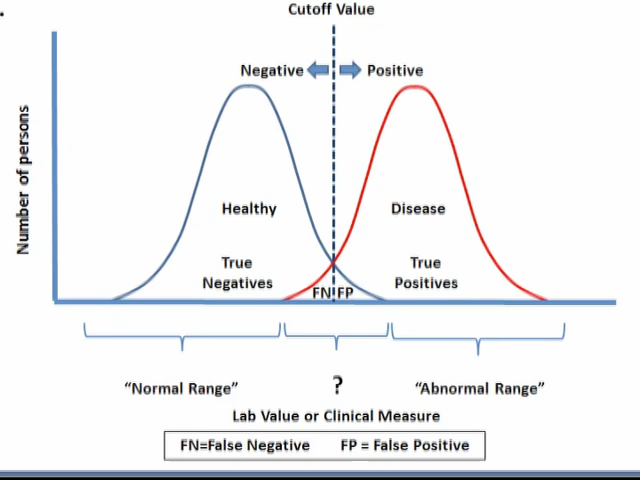 Cutoff Value
Negative Positive
Number of persons
Healthy Disease
True True
Negatives Positives
FN FP
"Normal Range" ? "Abnormal Range"
Lab Value or Clinical Measure
FN=False Negative FP = False Positive